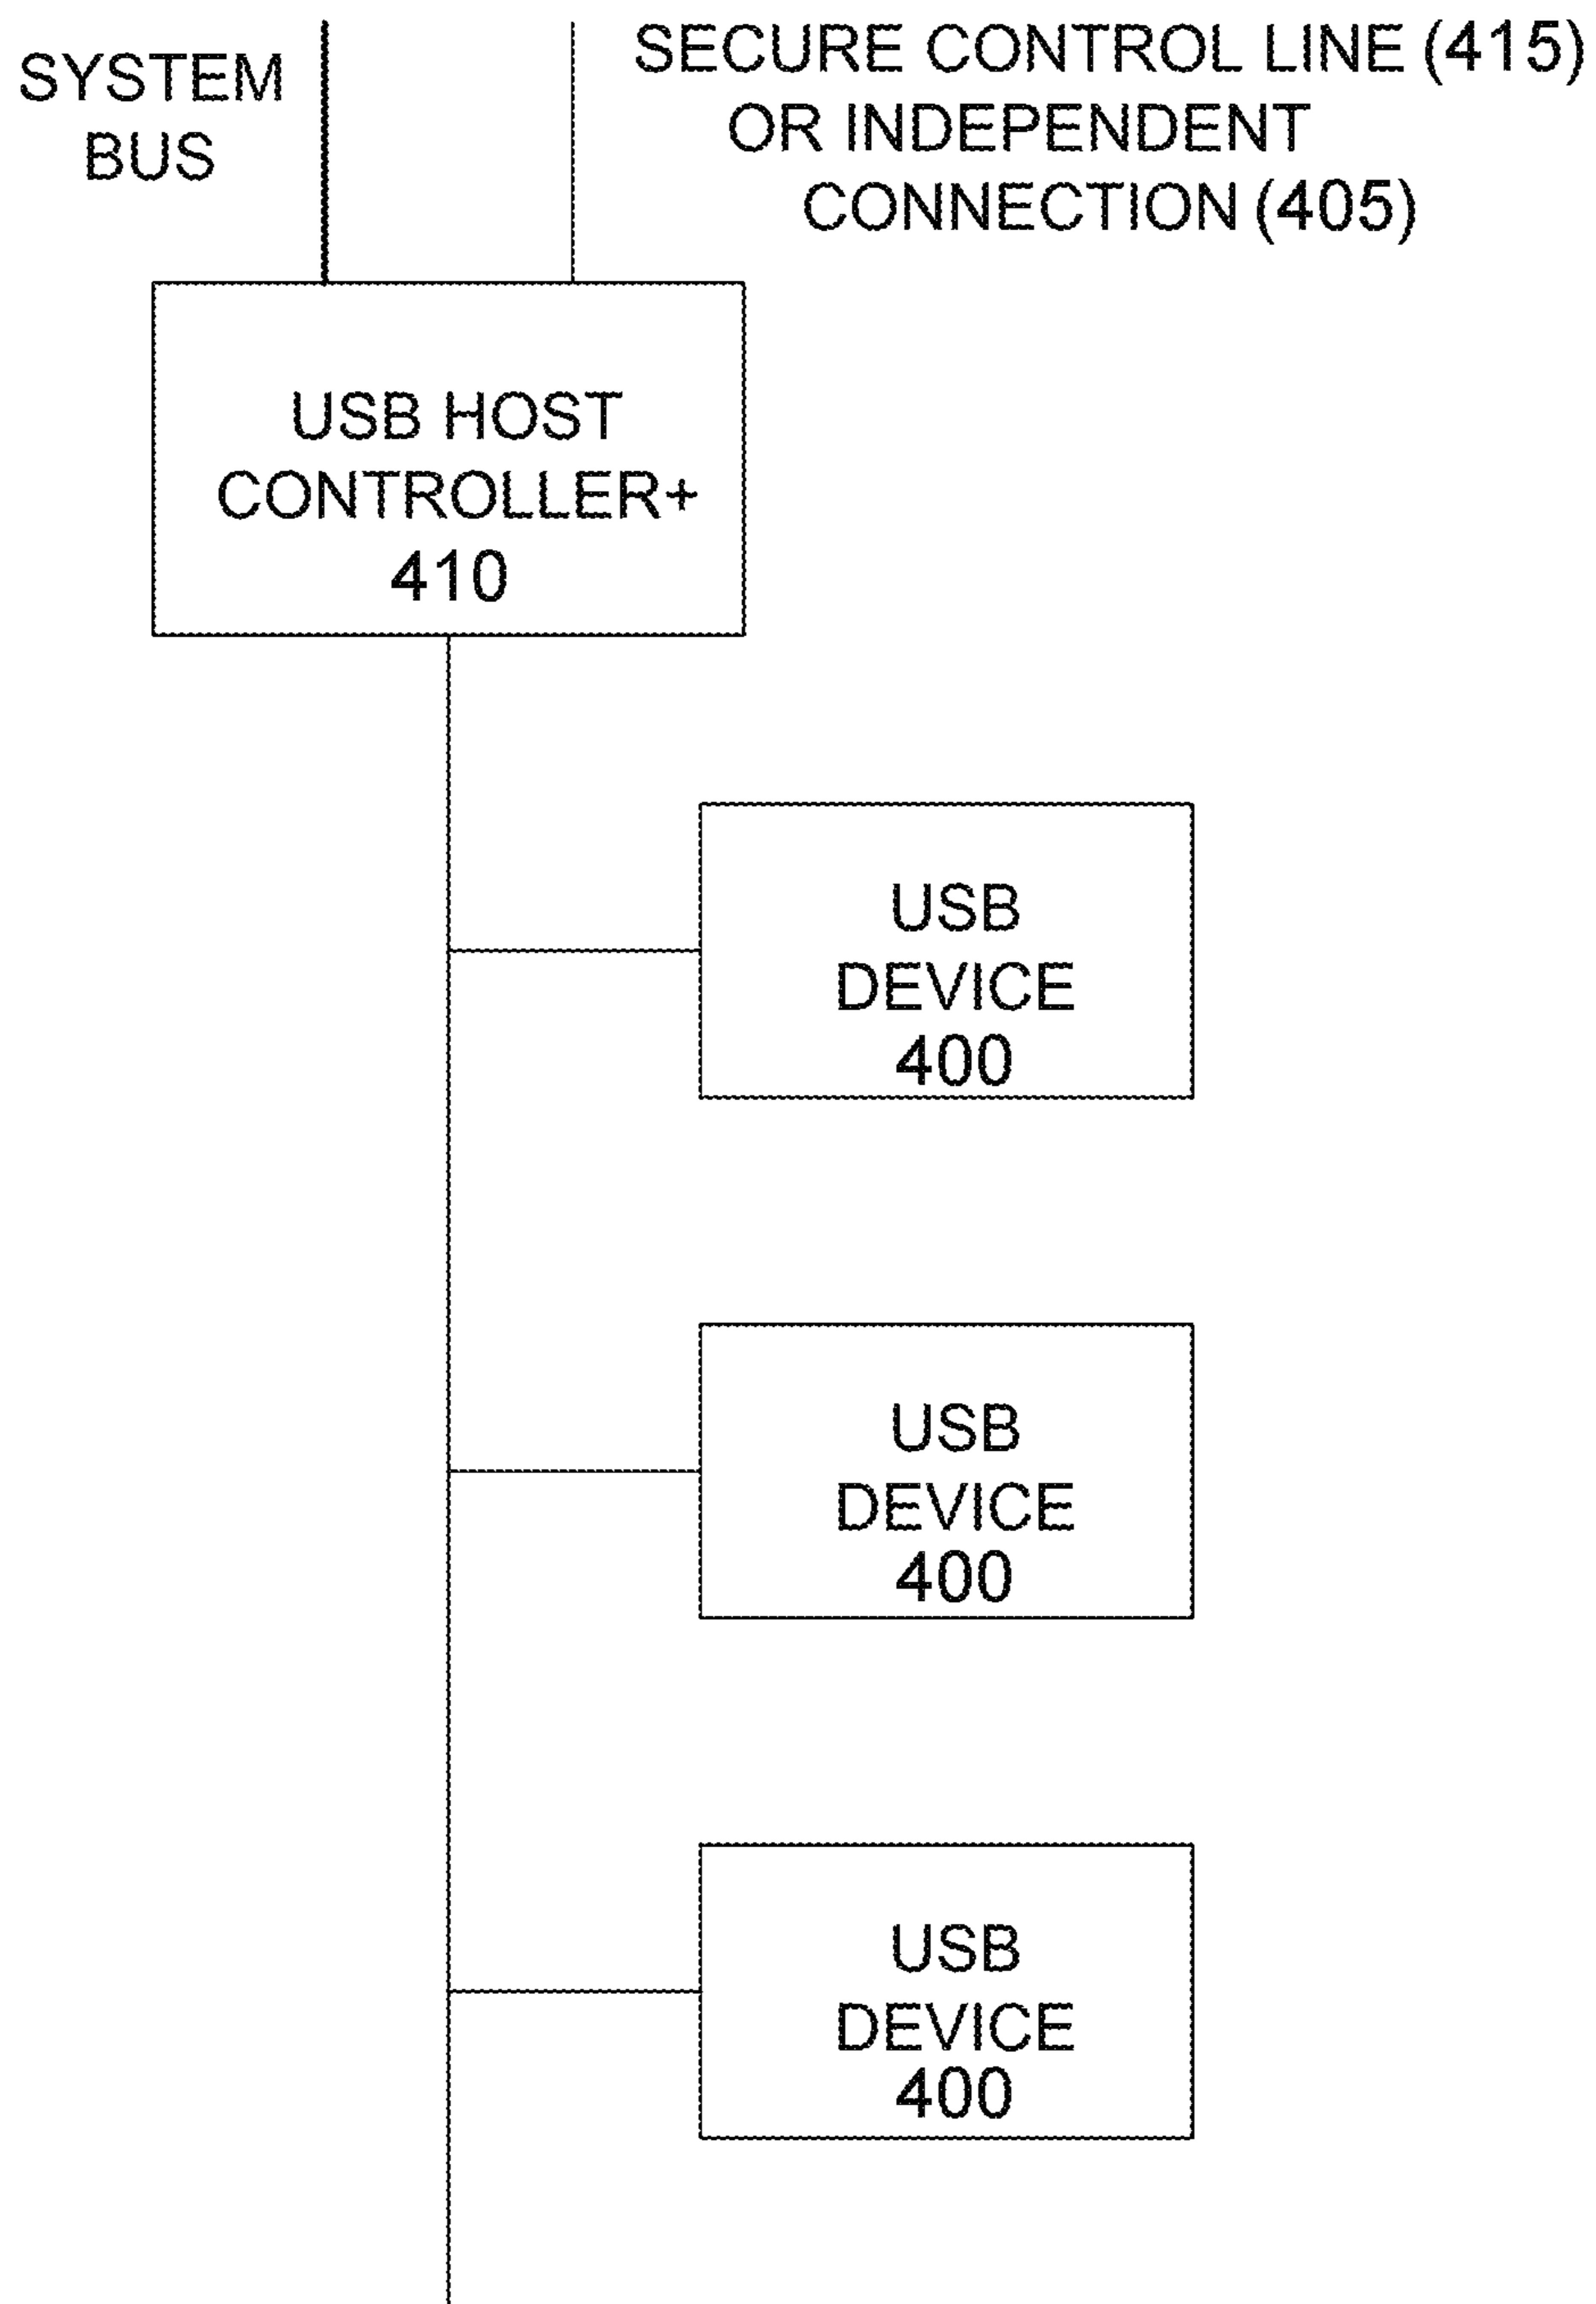 SYSTEM
BUS
SECURE CONTROL LINE (415)
OR INDEPENDENT
CONNECTION (405)
USB HOST
CONTROLLER+
410
USB
DEVICE
400
USB
DEVICE
400
USB
DEVICE
400